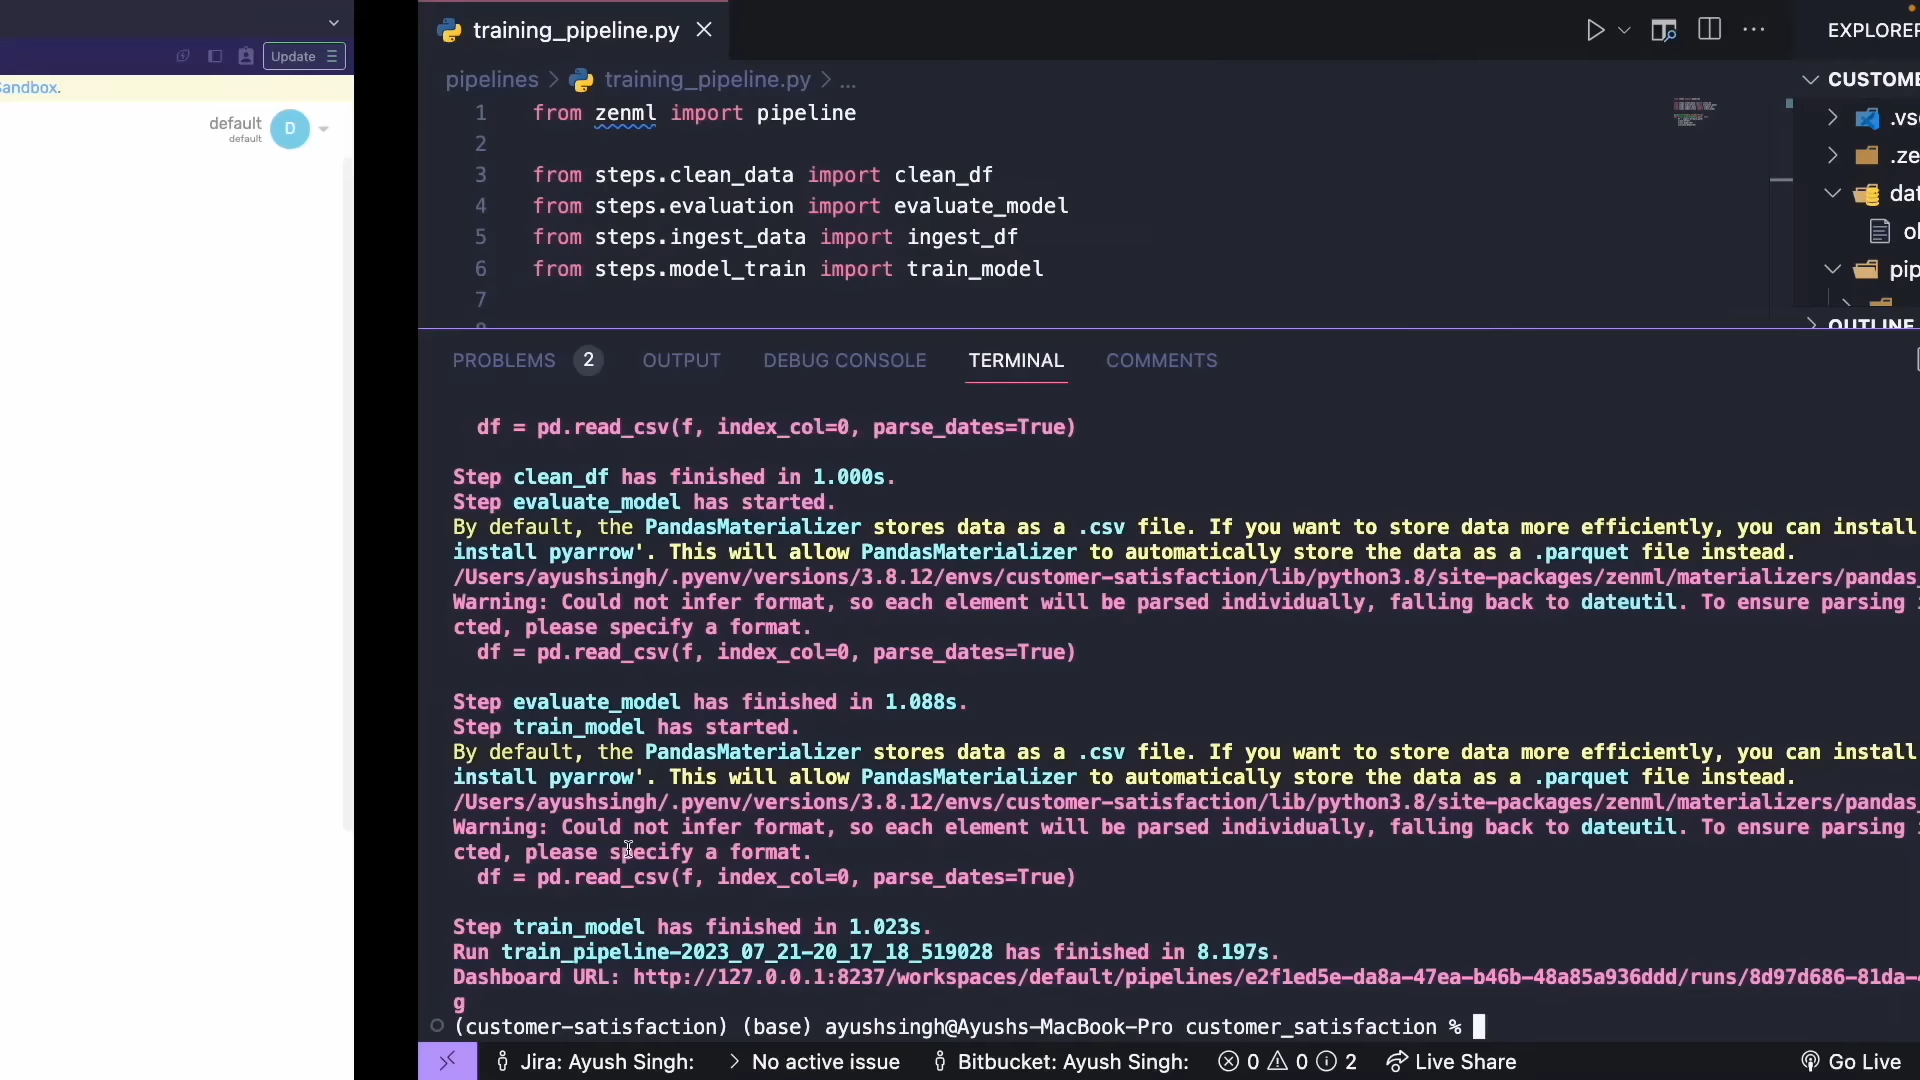 Update
Sandbox.
default
default
D
training_pipeline.py
pipelines > training_pipeline.py > ...
1 from zenml import pipeline
2
3 from steps.clean_data import clean_df
4 from steps.evaluation import evaluate_model
5 from steps.ingest_data import ingest_df
6 from steps.model_train import train_model
7
EXPLORER
CUSTOME
.vs
.ze
dat
ol
pip
OUTLINE
PROBLEMS 2 OUTPUT DEBUG CONSOLE TERMINAL COMMENTS
df = pd.read_csv(f, index_col=0, parse_dates=True)
Step clean_df has finished in 1.000s.
Step evaluate_model has started.
By default, the PandasMaterializer stores data as a .csv file. If you want to store data more efficiently, you can install
install pyarrow'. This will allow PandasMaterializer to automatically store the data as a .parquet file instead.
/Users/ayushsingh/.pyenv/versions/3.8.12/envs/customer-satisfaction/lib/python3.8/site-packages/zenml/materializers/pandas_
Warning: Could not infer format, so each element will be parsed individually, falling back to dateutil. To ensure parsing i
cted, please specify a format.
df = pd.read_csv(f, index_col=0, parse_dates=True)
Step evaluate_model has finished in 1.088s.
Step train_model has started.
By default, the PandasMaterializer stores data as a .csv file. If you want to store data more efficiently, you can install
install pyarrow'. This will allow PandasMaterializer to automatically store the data as a .parquet file instead.
/Users/ayushsingh/.pyenv/versions/3.8.12/envs/customer-satisfaction/lib/python3.8/site-packages/zenml/materializers/pandas_
Warning: Could not infer format, so each element will be parsed individually, falling back to dateutil. To ensure parsing i
cted, please specify a format.
df = pd.read_csv(f, index_col=0, parse_dates=True)
Step train_model has finished in 1.023s.
Run train_pipeline-2023_07_21-20_17_18_519028 has finished in 8.197s.
Dashboard URL: http://127.0.0.1:8237/workspaces/default/pipelines/e2f1ed5e-da8a-47ea-b46b-48a85a936ddd/runs/8d97d686-81da-
g
(customer-satisfaction) (base) ayushsingh@Ayushs-MacBook-Pro customer_satisfaction %
Jira: Ayush Singh: > No active issue Bitbucket: Ayush Singh: 0 0 2 Live Share Go Live